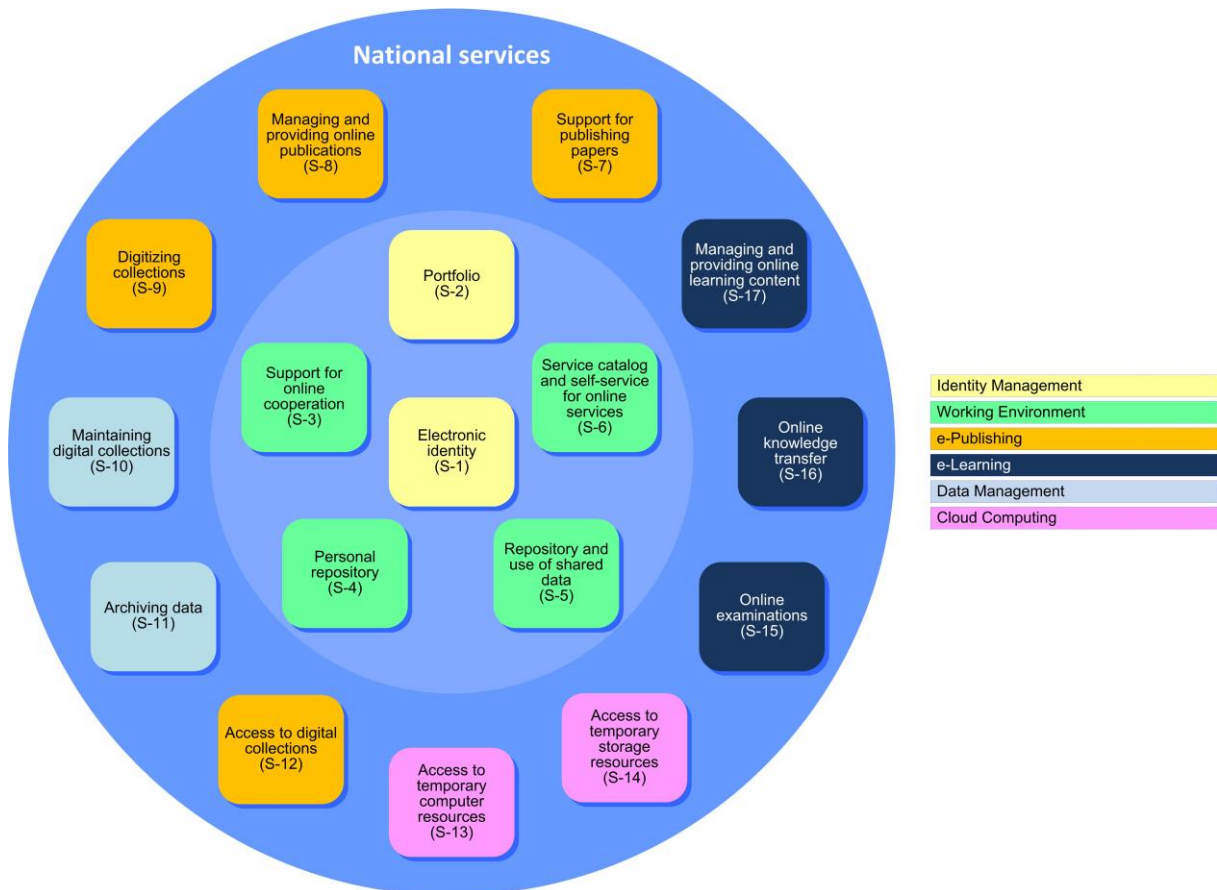 National services
Managing and
providing online
publications
(S-8)
Support for
publishing
papers
(S-7)
Digitizing
collections
(S-9)
Portfolio
(S-2)
Managing and
providing online
learning content
(S-17)
Support for
online
cooperation
(S-3)
Service catalog
and self-service
for online
services
(S-6)
Maintaining
digital collections
(S-10)
Electronic
identity
(S-1)
Online
knowledge
transfer
(S-16)
Personal
repository
(S-4)
Repository and
use of shared
data
(S-5)
Archiving data
(S-11)
Online
examinations
(S-15)
Access to digital
collections
(S-12)
Access to
temporary
computer
resources
(S-13)
Access to
temporary
storage
resources
(S-14)
Identity Management
Working Environment
e-Publishing
e-Learning
Data Management
Cloud Computing